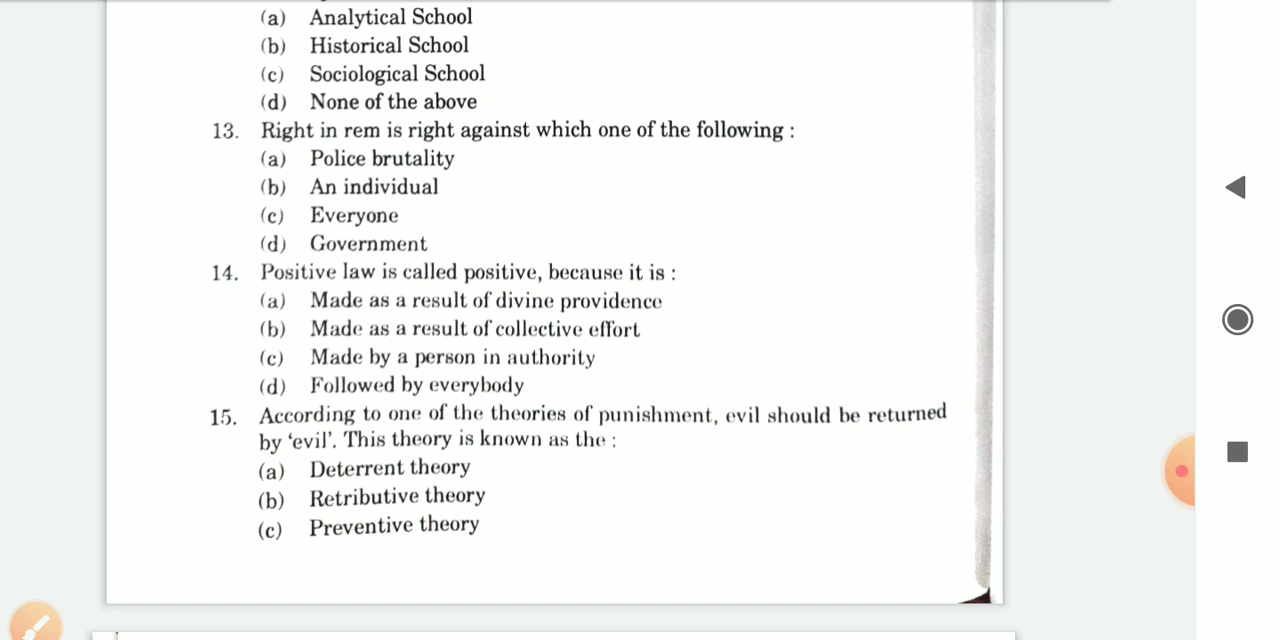 (a) Analytical School
(b) Historical School
(c) Sociological School
(d) None of the above
13. Right in rem is right against which one of the following :
(a) Police brutality
(b) An individual
(c) Everyone
(d) Government
14. Positive law is called positive, because it is :
(a) Made as a result of divine providence
(b) Made as a result of collective effort
(c) Made by a person in authority
(d) Followed by everybody
15. According to one of the theories of punishment, evil should be returned
by ‘evil’. This theory is known as the :
(a) Deterrent theory
(b) Retributive theory
(c) Preventive theory